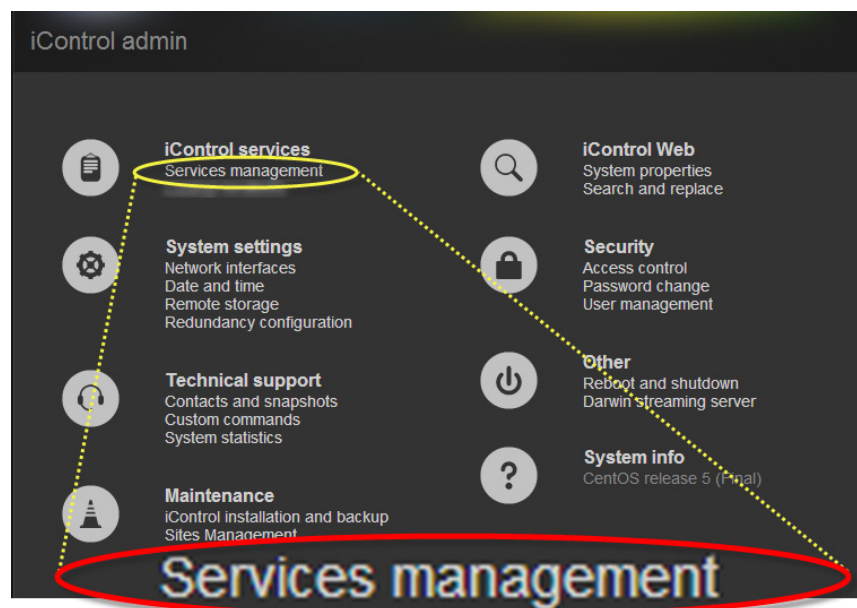 iControl admin
iControl services
Services management
System settings
Network interfaces
Date and time
Remote storage
Redundancy configuration
Technical support
Contacts and snapshots
Custom commands
System statistics
Maintenance
iControl installation and backup
Sites Management
iControl Web
System properties
Search and replace
Security
Access control
Password change
User management
Other
Reboot and shutdown
Darwin streaming server
System info
CentOS release 5 (Final)
Services management